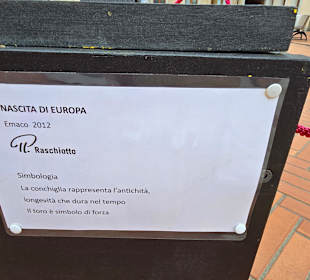 NASCITA DI EUROPA
Emaco 2012
Raschiotto
Simbologia
La conchiglia rappresenta l'antichità,
longevità che dura nel tempo
Il toro è simbolo di forza